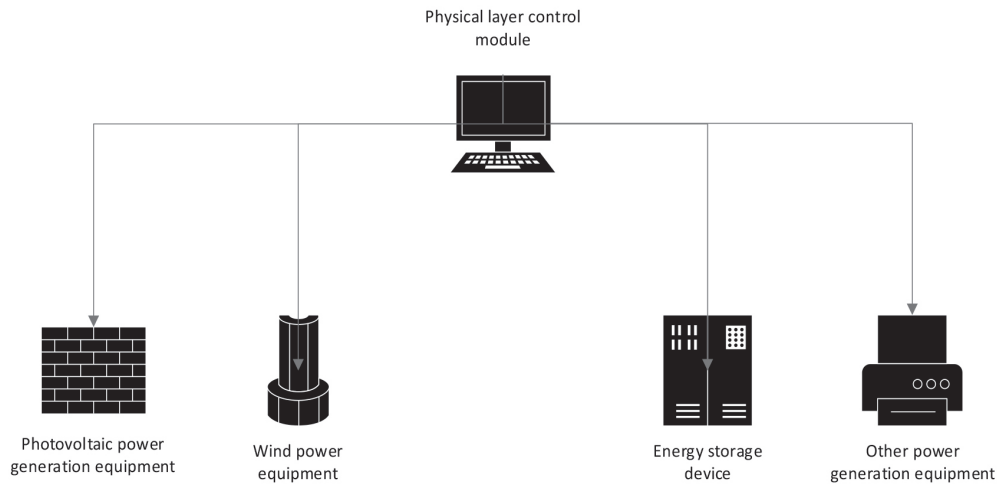 Physical layer control
module
Photovoltaic power
generation equipment
Wind power
equipment
Energy storage
device
Other power
generation equipment